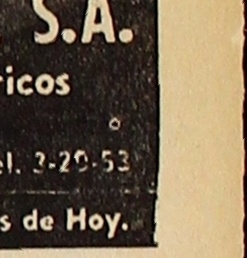 S.A.
ricos
el. 3-29-53
s de Hoy.